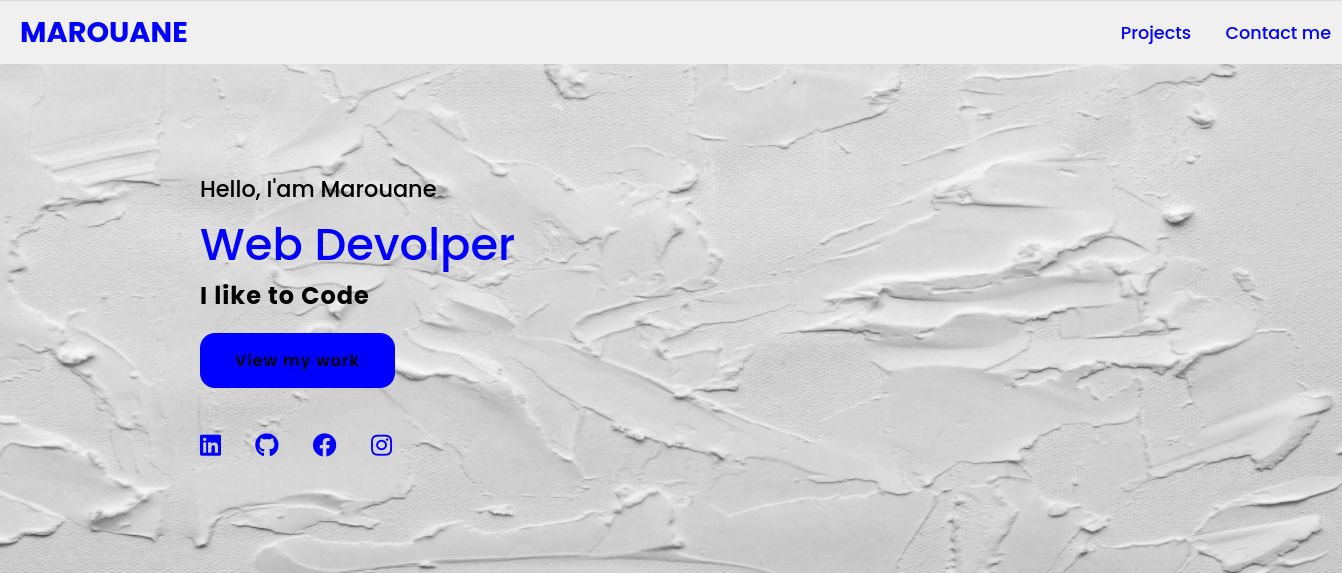 MAROUANE
Projects
Contact me
Hello, I'am Marouane
Web Devolper
I like to Code
View my work